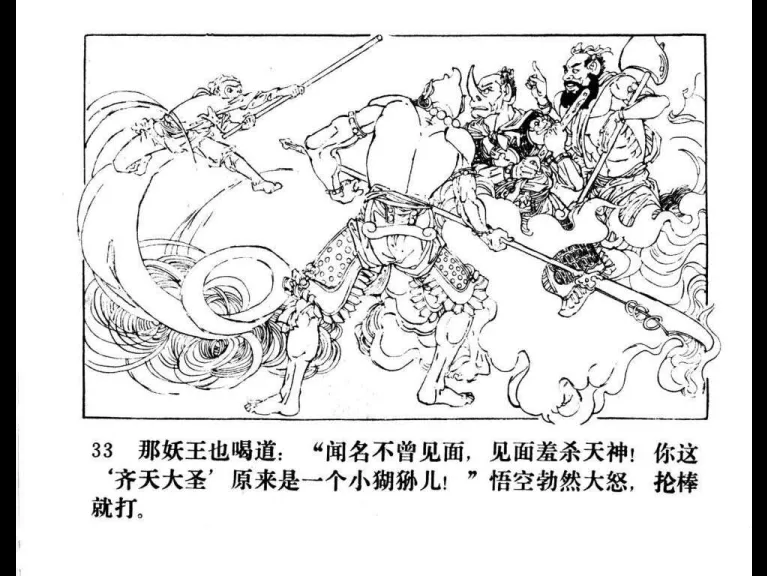 33 那妖王也喝道：“闻名不曾见面，见面羞杀天神！你这
‘齐天大圣’原来是一个小猢狲儿！”悟空勃然大怒，抡棒
就打。